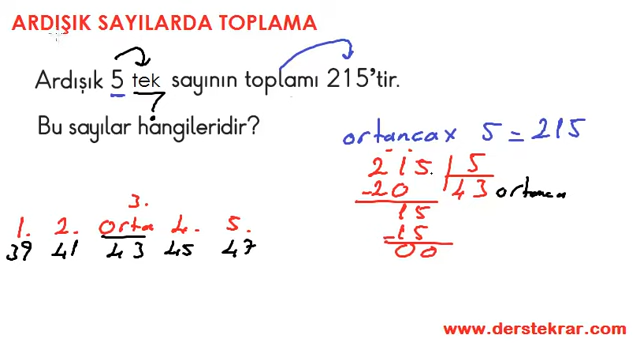 ARDIŞIK SAYILARDA TOPLAMA
Ardışık 5 tek sayının toplamı 215'tir.
?
Bu sayılar hangileridir?
ortanca x 5 = 215
215 5
-20 43 ortanca
15
-15
00
3.
1. 2. orta 4. 5.
39 41 43 45 47
www.derstekrar.com